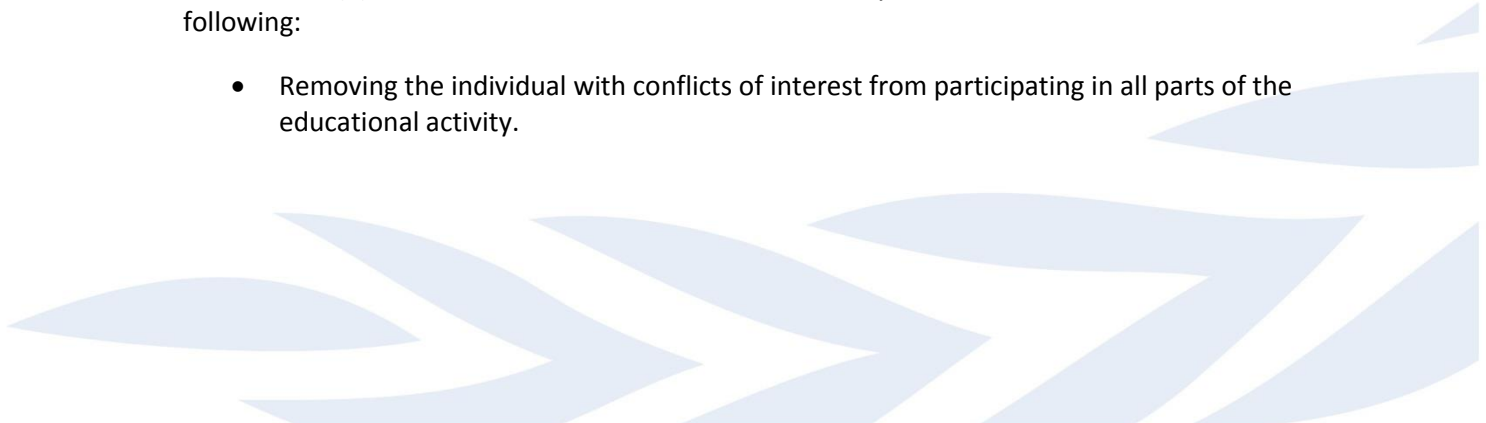 following:
• Removing the individual with conflicts of interest from participating in all parts of the
educational activity.